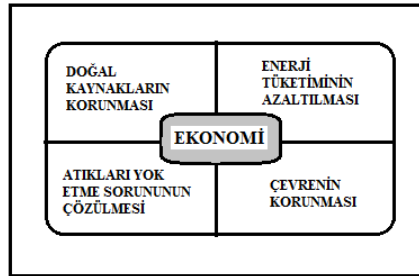 DOĞAL
KAYNAKLARIN
KORUNMASI
ENERJİ
TÜKETİMİNİN
AZALTILMASI
EKONOMİ
ATIKLARI YOK
ETME SORUNUNUN
ÇÖZÜLMESİ
ÇEVRENİN
KORUNMASI